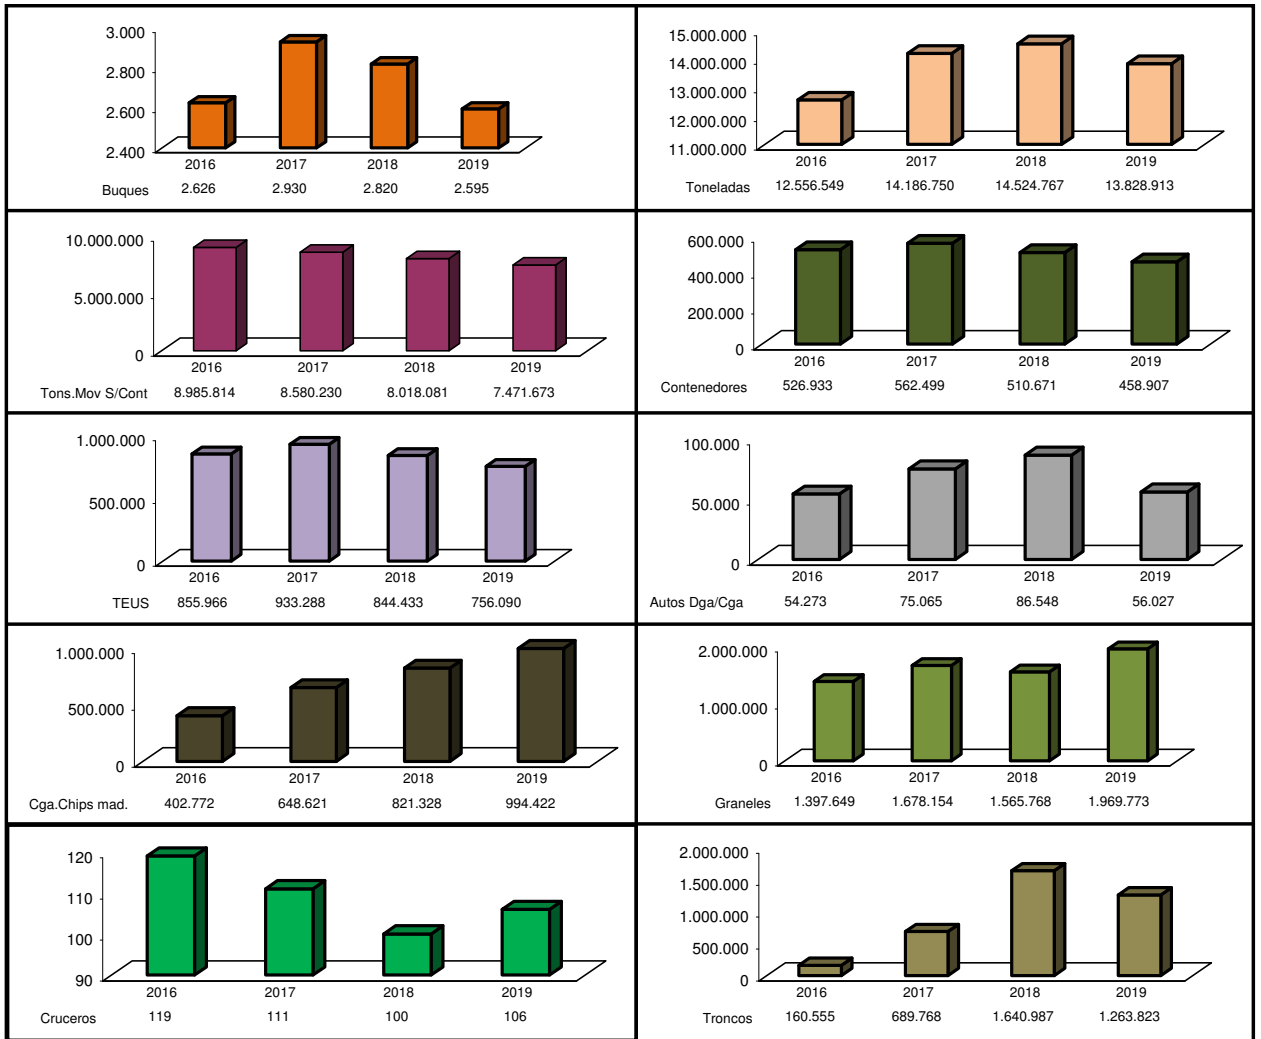 3.000
2.800
2.600
2.400
2016 2017 2018 2019
Buques 2.626 2.930 2.820 2.595
15.000.000
14.000.000
13.000.000
12.000.000
11.000.000
2016 2017 2018 2019
Toneladas 12.556.549 14.186.750 14.524.767 13.828.913
10.000.000
5.000.000
0
2016 2017 2018 2019
Tons.Mov S/Cont 8.985.814 8.580.230 8.018.081 7.471.673
600.000
400.000
200.000
0
2016 2017 2018 2019
Contenedores 526.933 562.499 510.671 458.907
1.000.000
500.000
0
2016 2017 2018 2019
TEUS 855.966 933.288 844.433 756.090
100.000
50.000
0
2016 2017 2018 2019
Autos Dga/Cga 54.273 75.065 86.548 56.027
1.000.000
500.000
0
2016 2017 2018 2019
Cga.Chips mad. 402.772 648.621 821.328 994.422
2.000.000
1.000.000
0
2016 2017 2018 2019
Graneles 1.397.649 1.678.154 1.565.768 1.969.773
120
110
100
90
2016 2017 2018 2019
Cruceros 119 111 100 106
2.000.000
1.500.000
1.000.000
500.000
0
2016 2017 2018 2019
Troncos 160.555 689.768 1.640.987 1.263.823